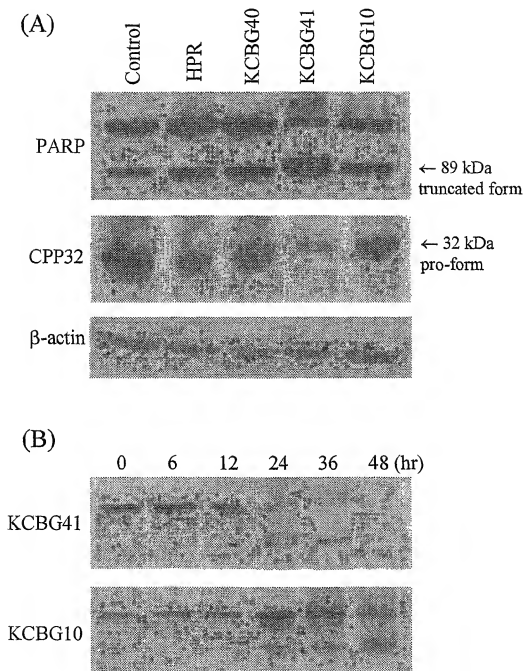 (A)
Control
HPR
KCBG40
KCBG41
KCBG10
PARP
← 89 kDa
truncated form
CPP32
← 32 kDa
pro-form
β-actin
(B)
0 6 12 24 36 48 (hr)
KCBG41
KCBG10